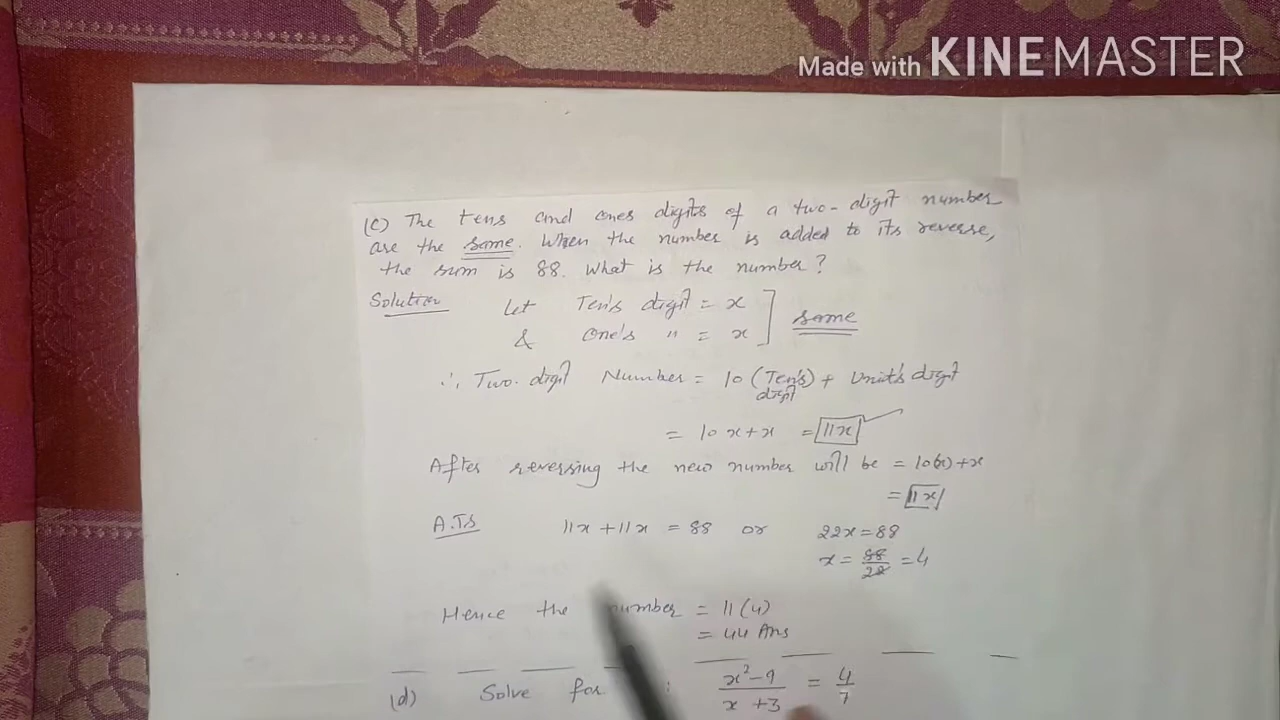 Made with KINEMASTER
(C) The tens and ones digits of a two-digit number
are the same. When the number is added to its reverse,
the sum is 88. What is the number?
Solution Let Ten's digit = x ] same
& One's " = x
∴ Two-digit Number = 10 (Ten's digit) + Unit's digit
= 10x+x = 11x
After reversing the new number will be = 10(x)+x
= 11x
A.T.S 11x+11x = 88 or 22x=88
x = 88/22 = 4
Hence the number = 11(4)
= 44 Ans
(d) Solve for : x²-9/x+3 = 4/7